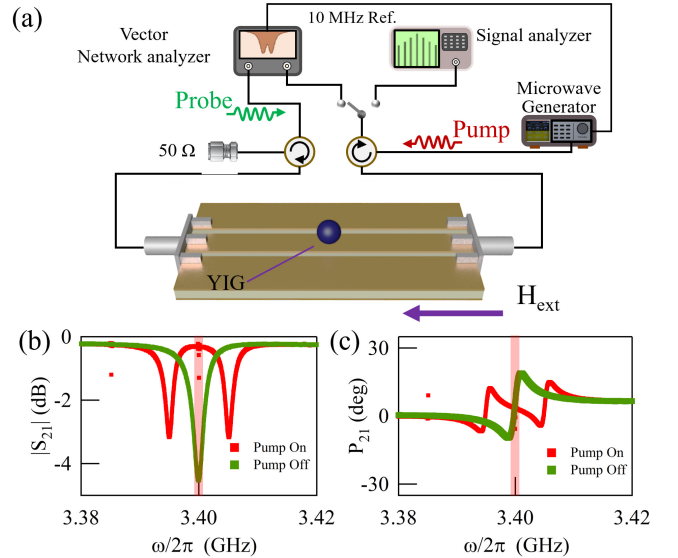 (a)
Vector
Network analyzer
10 MHz Ref.
Signal analyzer
Microwave
Generator
Probe
Pump
50 Ω
YIG
H_ext
(b)
0
-2
-4
|S_21| (dB)
Pump On
Pump Off
3.38
3.40
3.42
ω/2π (GHz)
(c)
30
0
-30
P_21 (deg)
Pump On
Pump Off
3.38
3.40
3.42
ω/2π (GHz)